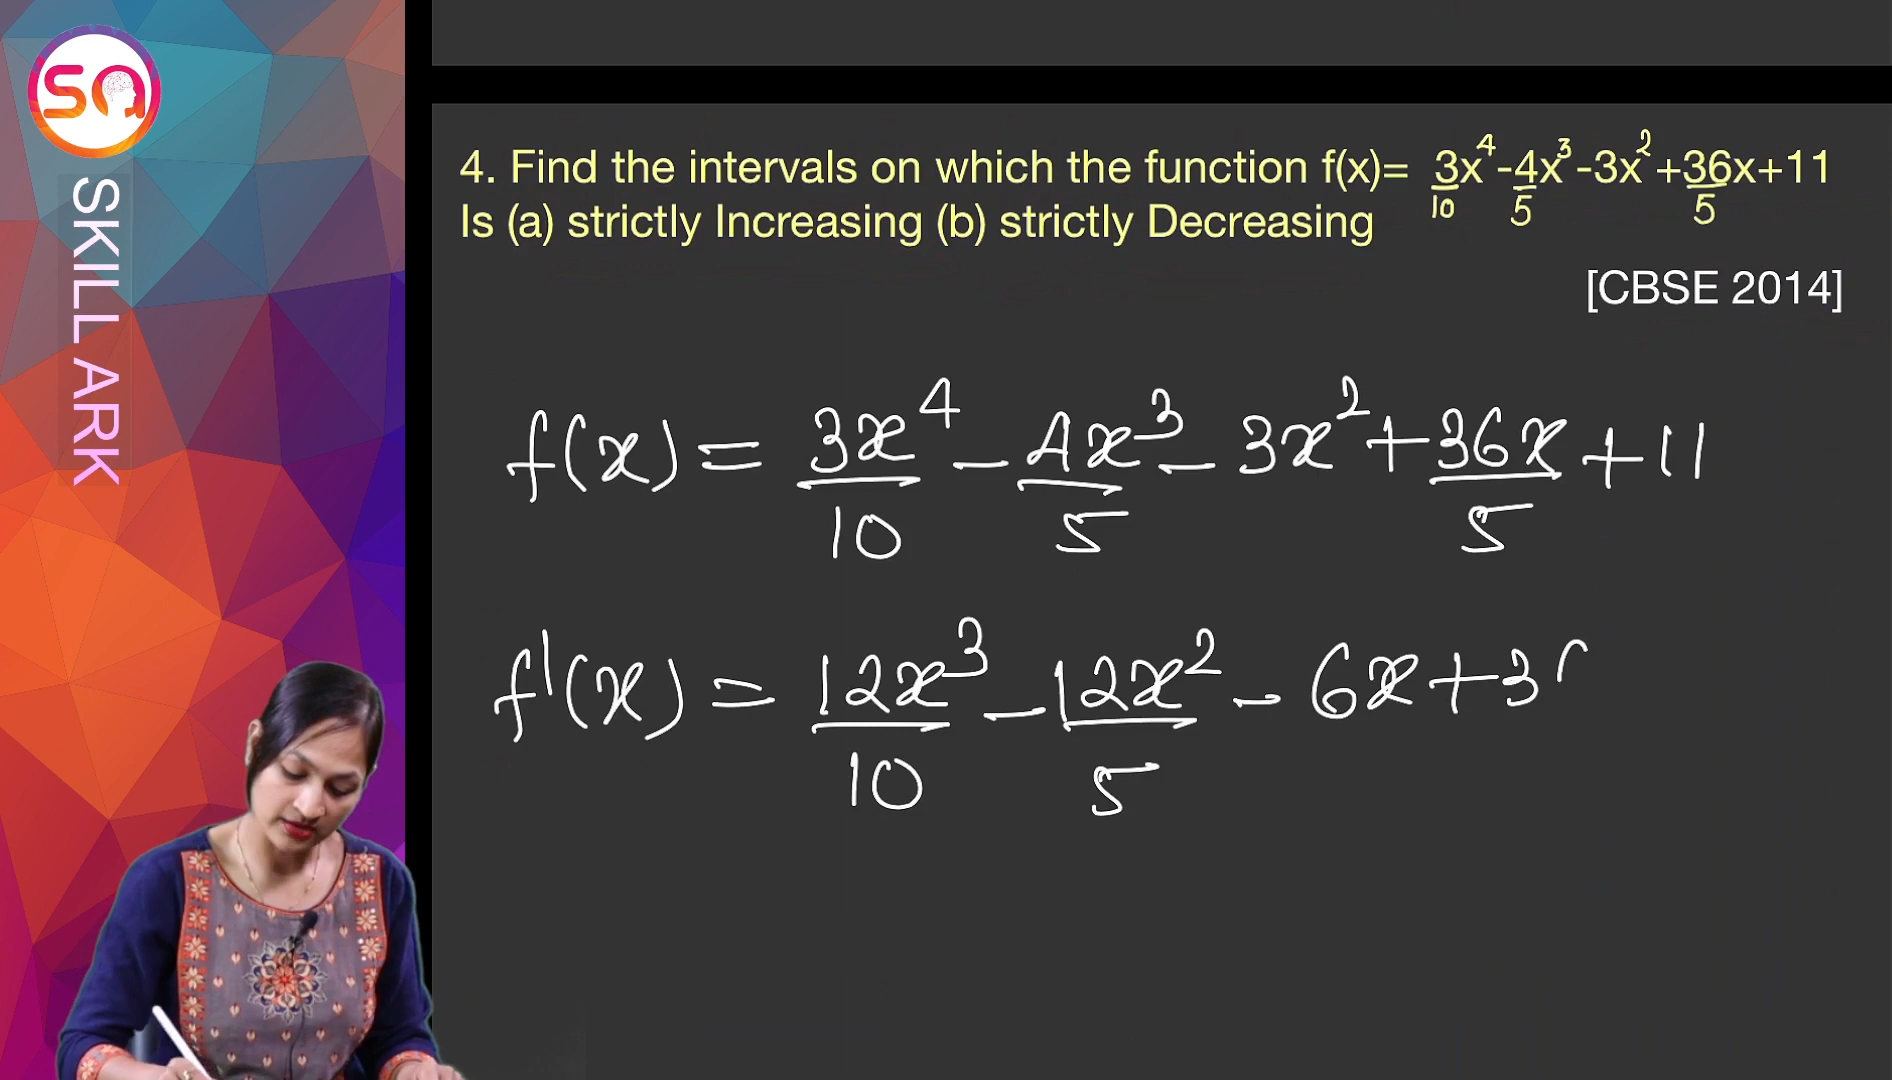 SQ
SKILL ARK
4. Find the intervals on which the function f(x)= 3x⁴/10 -4x³/5 -3x² +36x/5+11
Is (a) strictly Increasing (b) strictly Decreasing
[CBSE 2014]
f(x) = 3x⁴/10 - 4x³/5 - 3x² + 36x/5 + 11
f'(x) = 12x³/10 - 12x²/5 - 6x + 3